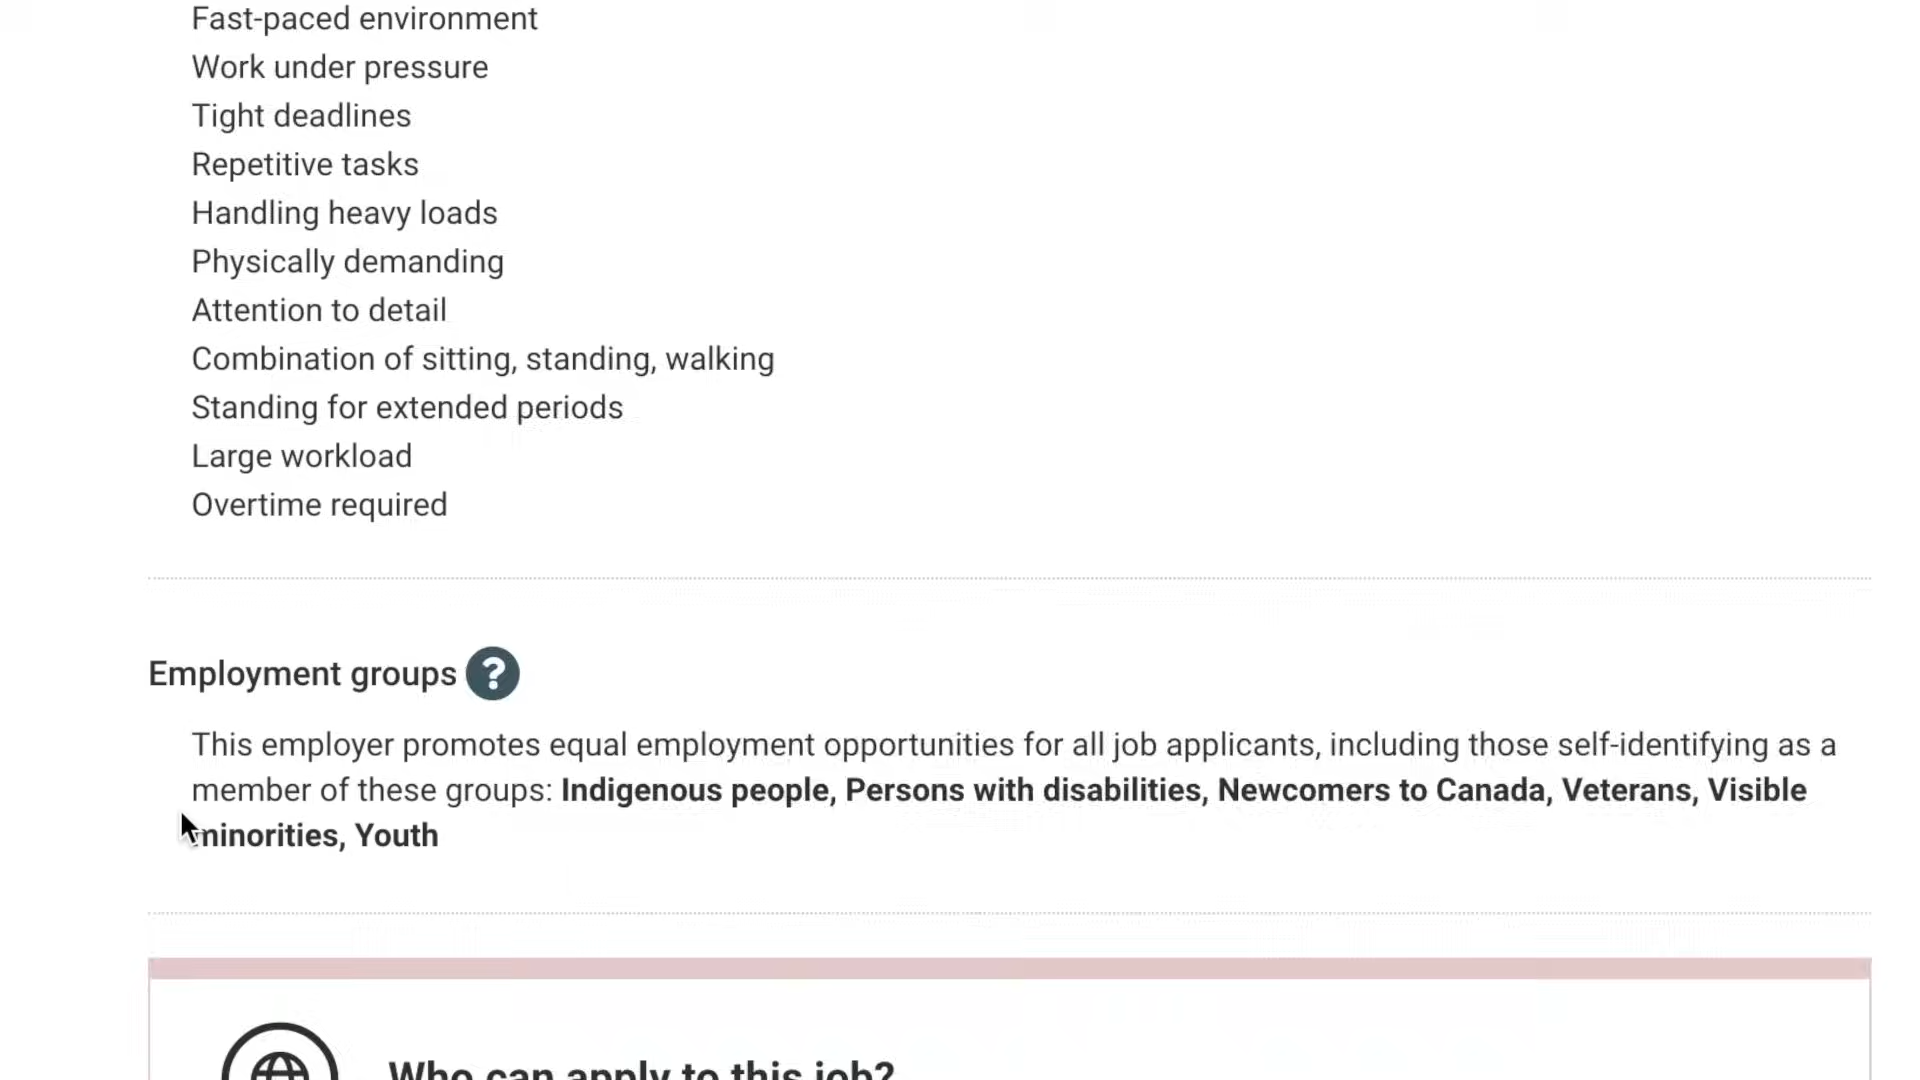 Fast-paced environment
Work under pressure
Tight deadlines
Repetitive tasks
Handling heavy loads
Physically demanding
Attention to detail
Combination of sitting, standing, walking
Standing for extended periods
Large workload
Overtime required
Employment groups ?
This employer promotes equal employment opportunities for all job applicants, including those self-identifying as a
member of these groups: Indigenous people, Persons with disabilities, Newcomers to Canada, Veterans, Visible
minorities, Youth
Who can apply to this job?